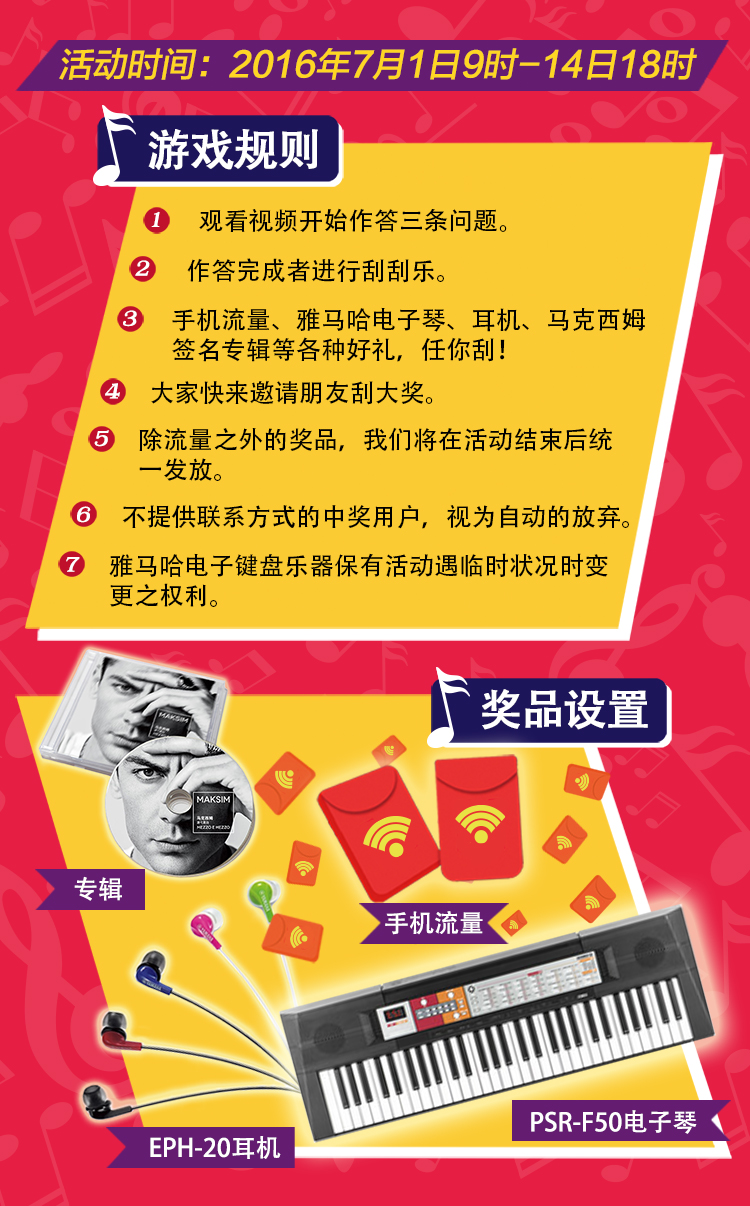 活动时间：2016年7月1日9时-14日18时
游戏规则
1 观看视频开始作答三条问题。
2 作答完成者进行刮刮乐。
3 手机流量、雅马哈电子琴、耳机、马克西姆
签名专辑等各种好礼，任你刮！
4 大家快来邀请朋友刮大奖。
5 除流量之外的奖品，我们将在活动结束后统
一发放。
6 不提供联系方式的中奖用户，视为自动的放弃。
7 雅马哈电子键盘乐器保有活动遇临时状况时变
更之权利。
奖品设置
MAKSIM
MAKSIM
马克西姆
MEZZO E MEZZO
专辑
手机流量
PSR-F50电子琴
EPH-20耳机